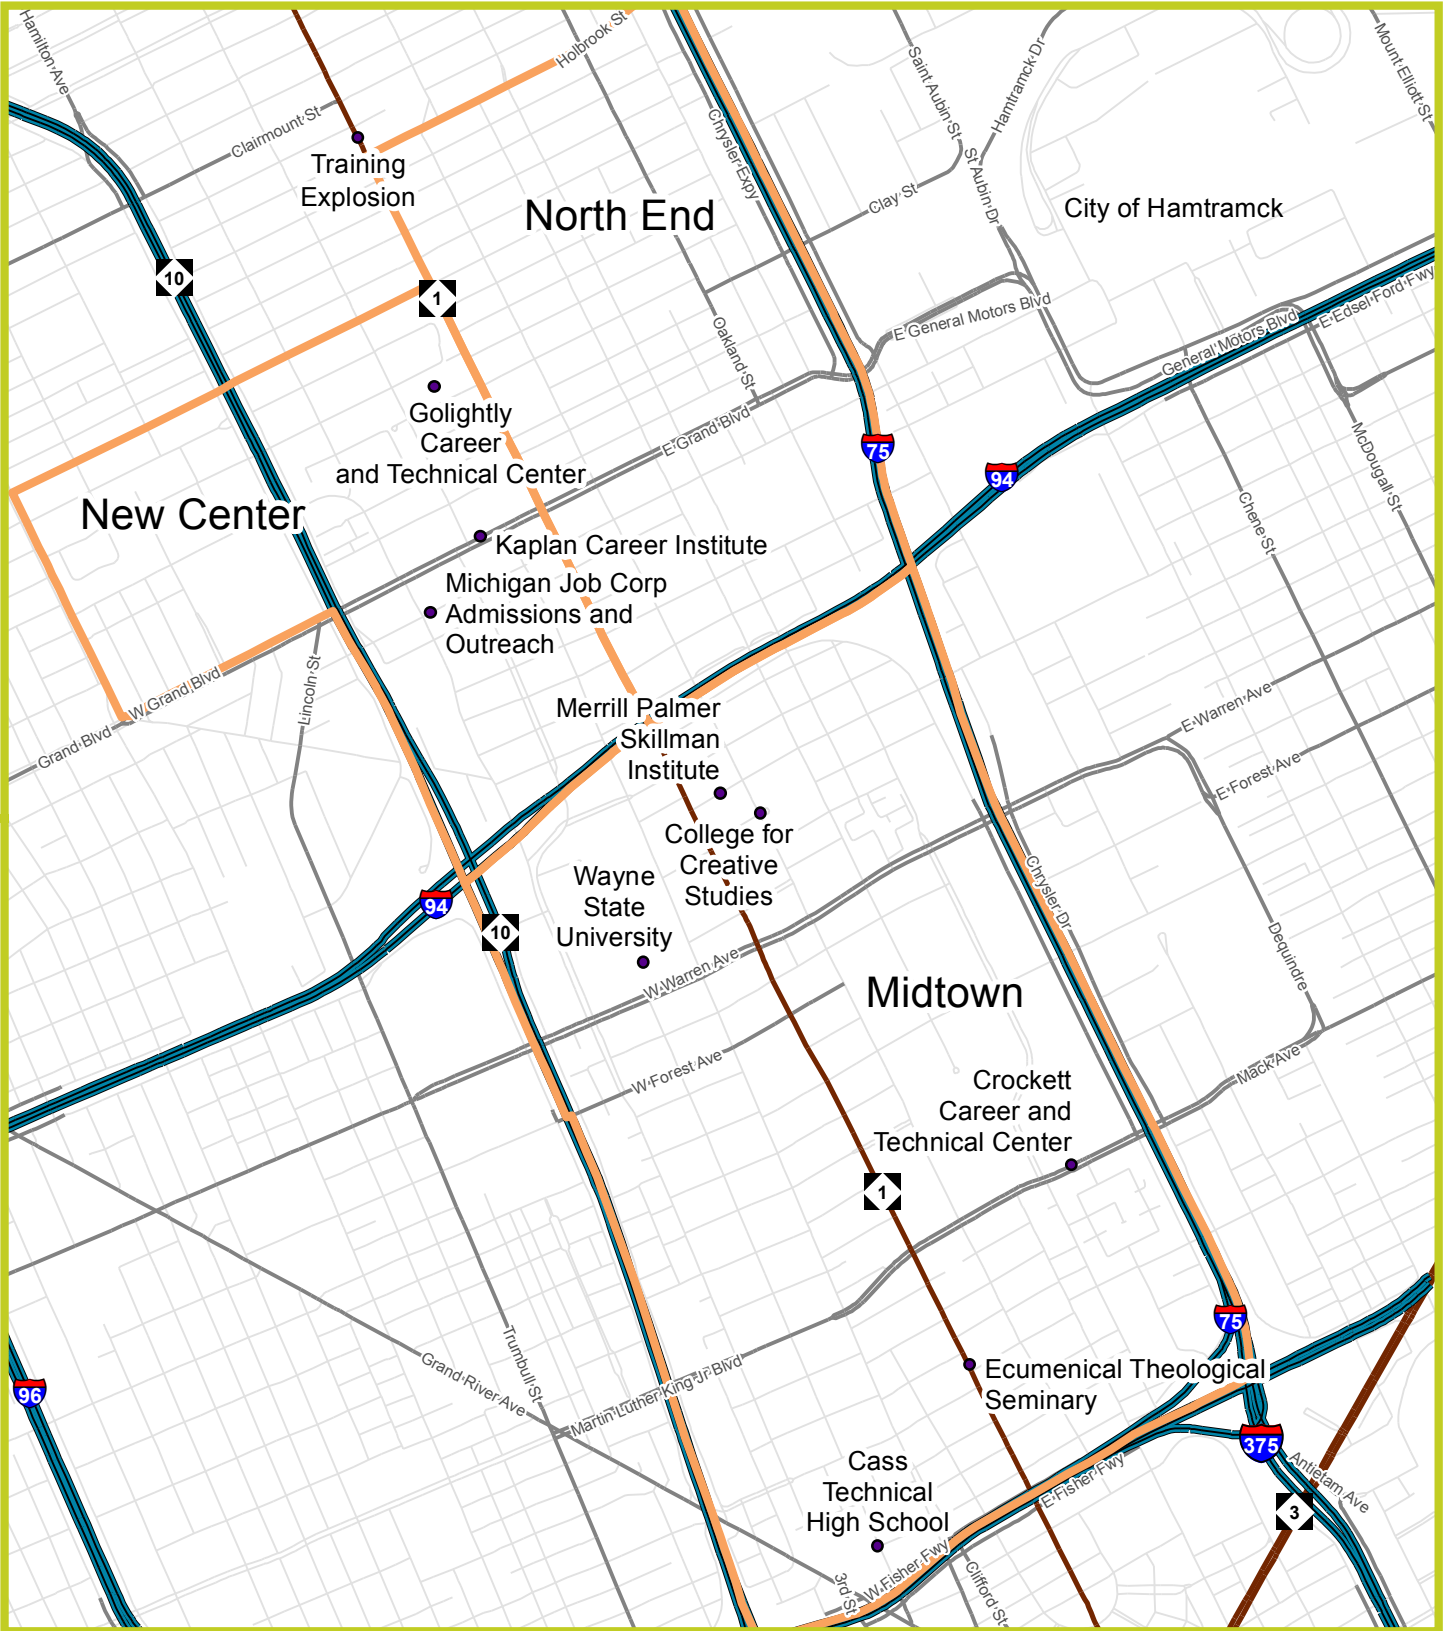 Hamilton Ave
Holbrook St
Clairmount St
Training
Explosion
Chrysler Expy
Saint Aubin St
Hamtramck Dr
Mount Elliott St
St Aubin Dr
Clay St
North End
City of Hamtramck
10
1
E General Motors Blvd
General Motors Blvd
E Edsel Ford Fwy
Oakland St
Golightly
Career
and Technical Center
E Grand Blvd
75
94
McDougall St
Chene St
New Center
Kaplan Career Institute
Michigan Job Corp
Admissions and
Outreach
Lincoln St
W Grand Blvd
Grand Blvd
Merrill Palmer
Skillman
Institute
E Warren Ave
E Forest Ave
College for
Creative
Studies
Wayne
State
University
94
10
Chrysler Dr
Dequindre
W Warren Ave
Midtown
W Forest Ave
Mack Ave
Crockett
Career and
Technical Center
1
75
Trumbull St
Grand River Ave
Martin Luther King Jr Blvd
Ecumenical Theological
Seminary
96
375
Antietam Ave
3
E Fisher Fwy
Cass
Technical
High School
W Fisher Fwy
3rd St
Clifford St